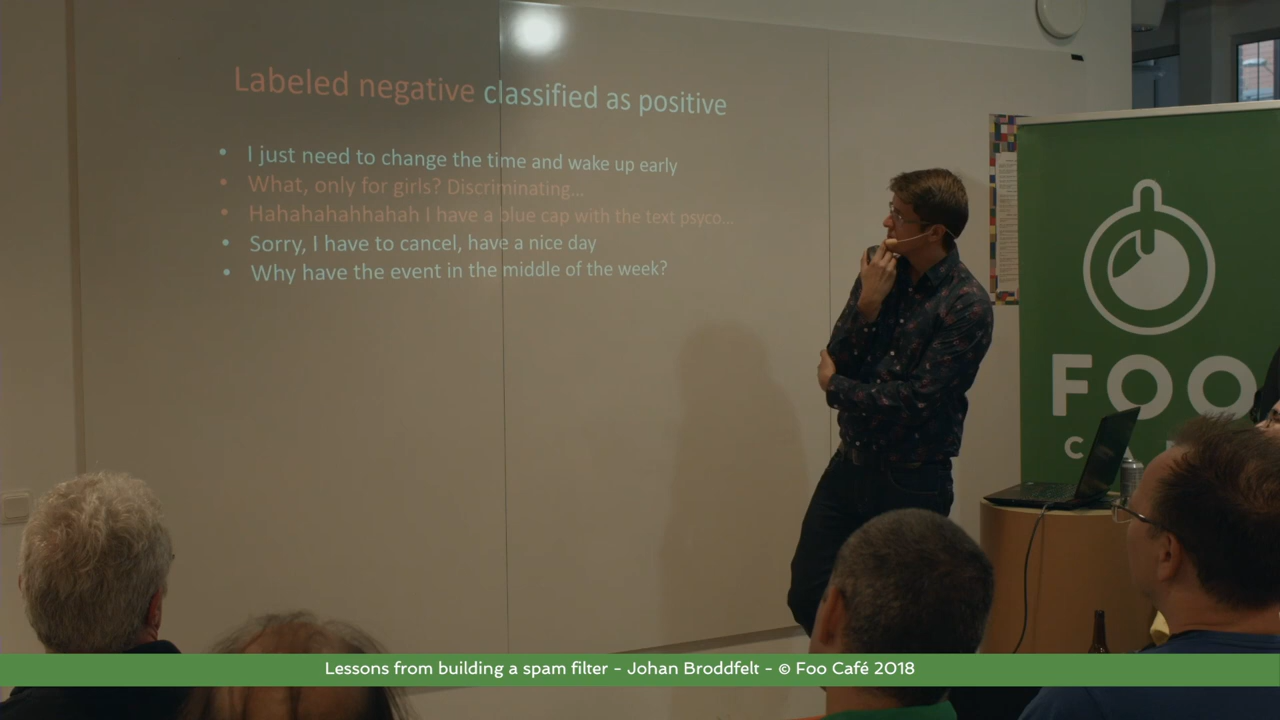 Labeled negative classified as positive
• I just need to change the time and wake up early
• What, only for girls? Discriminating...
• Hahahahahhahah I have a blue cap with the text psyco...
• Sorry, I have to cancel, have a nice day
• Why have the event in the middle of the week?
FOO
Lessons from building a spam filter - Johan Broddfelt - © Foo Café 2018